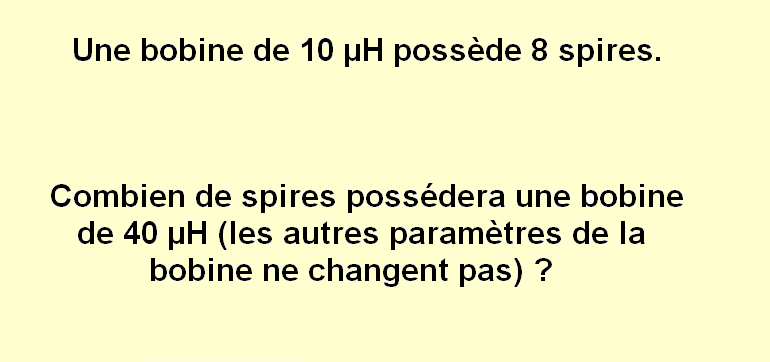 Une bobine de 10 µH possède 8 spires.
Combien de spires possédera une bobine
de 40 µH (les autres paramètres de la
bobine ne changent pas) ?